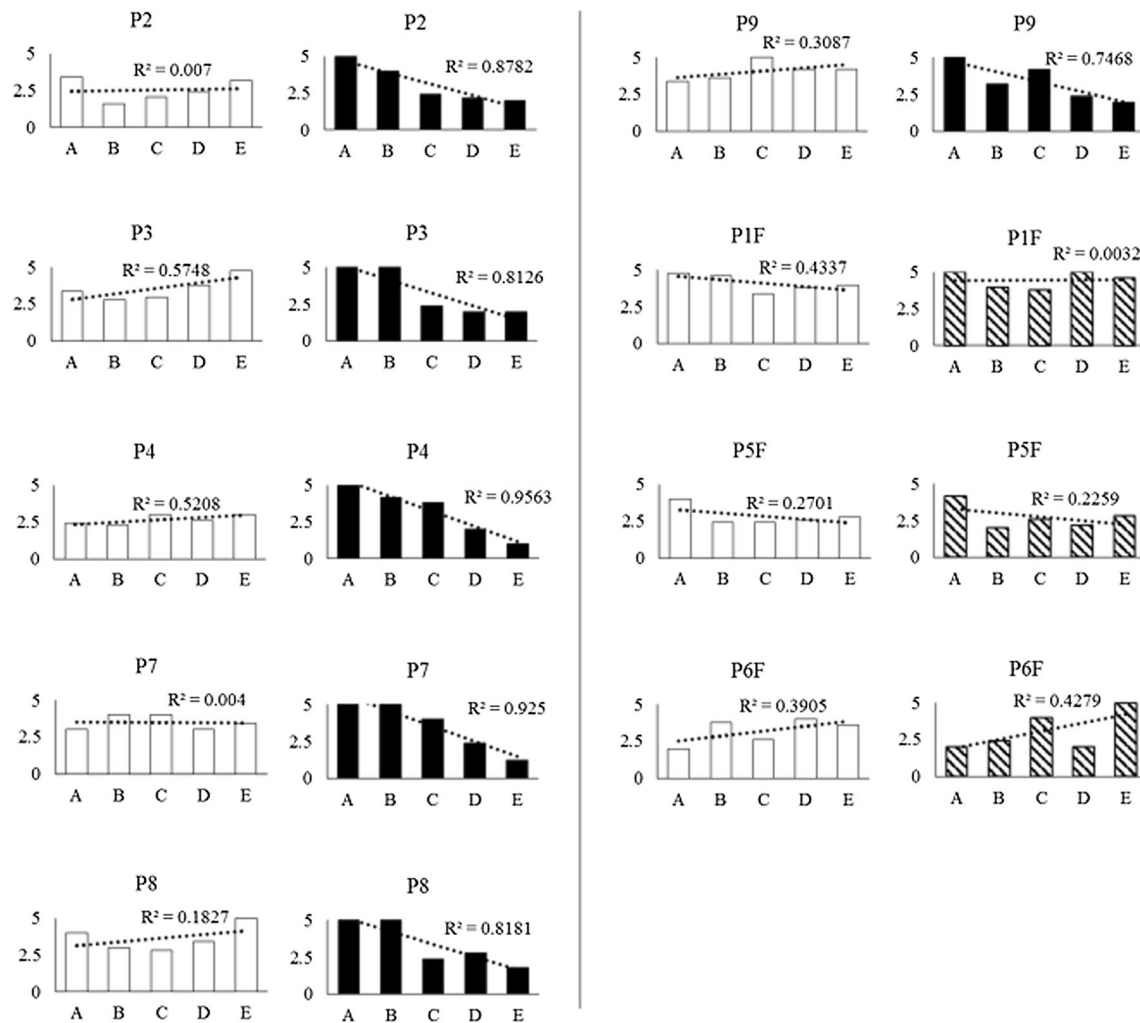 P2
R² = 0.007
5
2.5
0
A B C D E
P2
R² = 0.8782
5
2.5
0
A B C D E
P3
R² = 0.5748
5
2.5
0
A B C D E
P3
R² = 0.8126
5
2.5
0
A B C D E
P4
R² = 0.5208
5
2.5
0
A B C D E
P4
R² = 0.9563
5
2.5
0
A B C D E
P7
R² = 0.004
5
2.5
0
A B C D E
P7
R² = 0.925
5
2.5
0
A B C D E
P8
R² = 0.1827
5
2.5
0
A B C D E
P8
R² = 0.8181
5
2.5
0
A B C D E
P9
R² = 0.3087
5
2.5
0
A B C D E
P9
R² = 0.7468
5
2.5
0
A B C D E
P1F
R² = 0.4337
5
2.5
0
A B C D E
P1F
R² = 0.0032
5
2.5
0
A B C D E
P5F
R² = 0.2701
5
2.5
0
A B C D E
P5F
R² = 0.2259
5
2.5
0
A B C D E
P6F
R² = 0.3905
5
2.5
0
A B C D E
P6F
R² = 0.4279
5
2.5
0
A B C D E